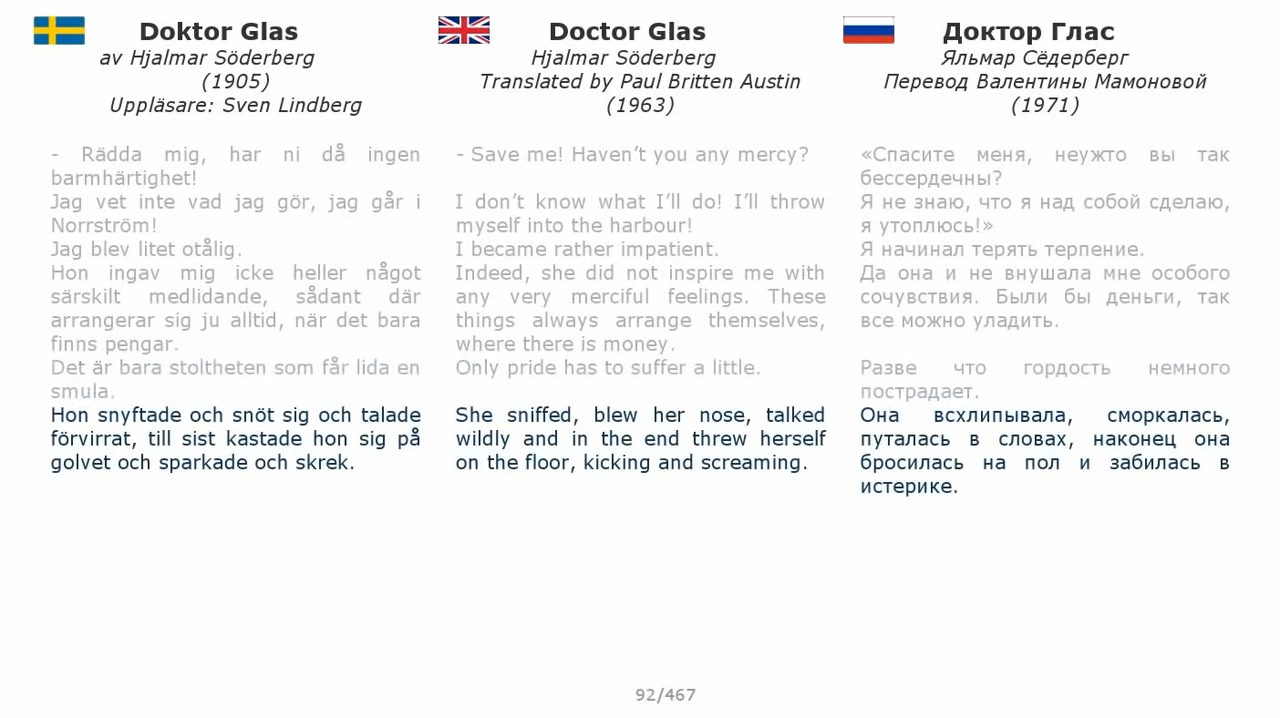 Doktor Glas
av Hjalmar Söderberg
(1905)
Uppläsare: Sven Lindberg
- Rädda mig, har ni då ingen
barmhärtighet!
Jag vet inte vad jag gör, jag går i
Norrström!
Jag blev litet otålig.
Hon ingav mig icke heller något
särskilt medlidande, sådant där
arrangerar sig ju alltid, när det bara
finns pengar.
Det är bara stoltheten som får lida en
smula.
Hon snyftade och snöt sig och talade
förvirrat, till sist kastade hon sig på
golvet och sparkade och skrek.
Doctor Glas
Hjalmar Söderberg
Translated by Paul Britten Austin
(1963)
- Save me! Haven’t you any mercy?
I don’t know what I’ll do! I’ll throw
myself into the harbour!
I became rather impatient.
Indeed, she did not inspire me with
any very merciful feelings. These
things always arrange themselves,
where there is money.
Only pride has to suffer a little.
She sniffed, blew her nose, talked
wildly and in the end threw herself
on the floor, kicking and screaming.
Доктор Глас
Яльмар Сёдерберг
Перевод Валентины Мамоновой
(1971)
«Спасите меня, неужто вы так
бессердечны?
Я не знаю, что я над собой сделаю,
я утоплюсь!»
Я начинал терять терпение.
Да она и не внушала мне особого
сочувствия. Были бы деньги, так
все можно уладить.
Разве что гордость немного
пострадает.
Она всхлипывала, сморкалась,
путалась в словах, наконец она
бросилась на пол и забилась в
истерике.
92/467